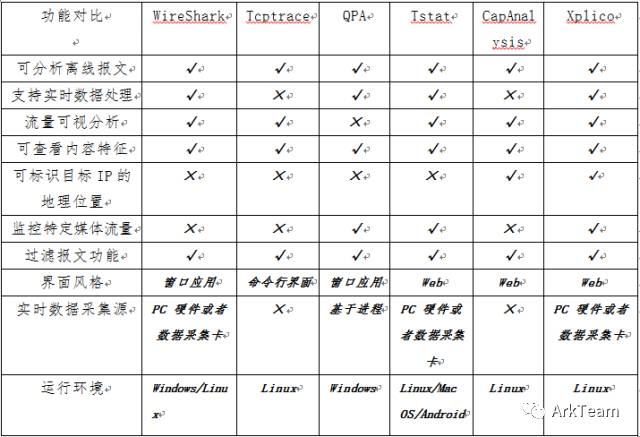 功能对比 WireShark Tcptrace QPA Tstat CapAnal Xplico
ysis
可分析离线报文 ✓ ✓ ✓ ✓ ✓ ✓
支持实时数据处理 ✓ ✕ ✓ ✓ ✕ ✓
流量可视分析 ✓ ✓ ✕ ✓ ✓ ✓
可查看内容特征 ✓ ✓ ✓ ✓ ✓ ✓
可标识目标 IP 的 ✕ ✕ ✕ ✕ ✓ ✓
地理位置
监控特定媒体流量 ✕ ✕ ✓ ✓ ✕ ✓
过滤报文功能 ✓ ✓ ✓ ✓ ✓ ✓
界面风格 窗口应用 命令行界面 窗口应用 Web Web Web
实时数据采集源 PC 硬件或者 ✕ 基于进程 PC 硬件或 ✕ PC 硬件或者
数据采集卡 者数据采集 数据采集卡
卡
运行环境 Windows/Linu Linux Windows Linux/Mac Linux Linux
x OS/Android
ArkTeam